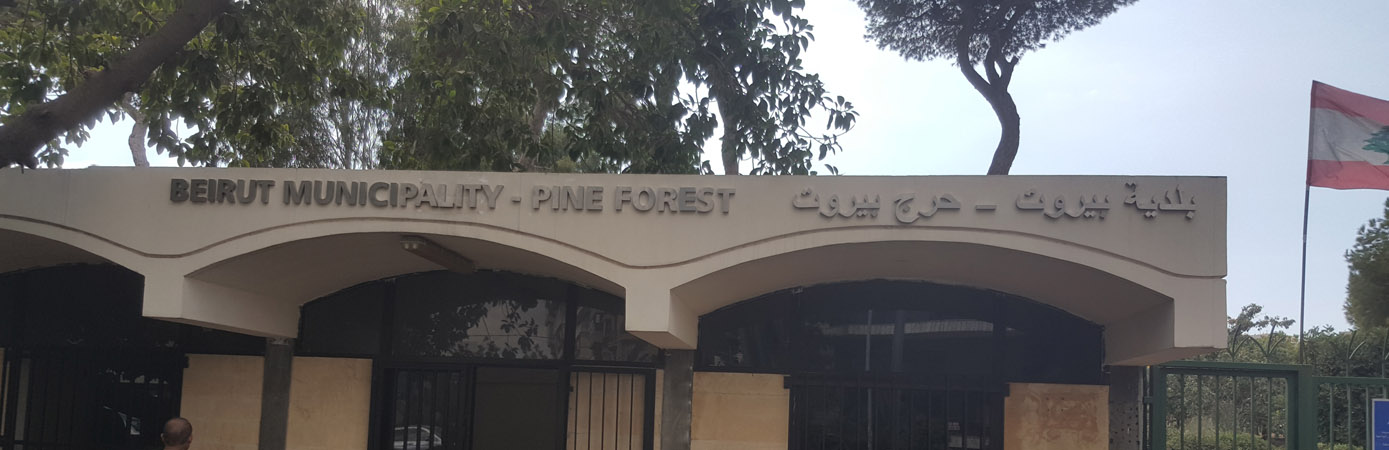 BEIRUT MUNICIPALITY - PINE FOREST
بلدية بيروت - حرج بيروت